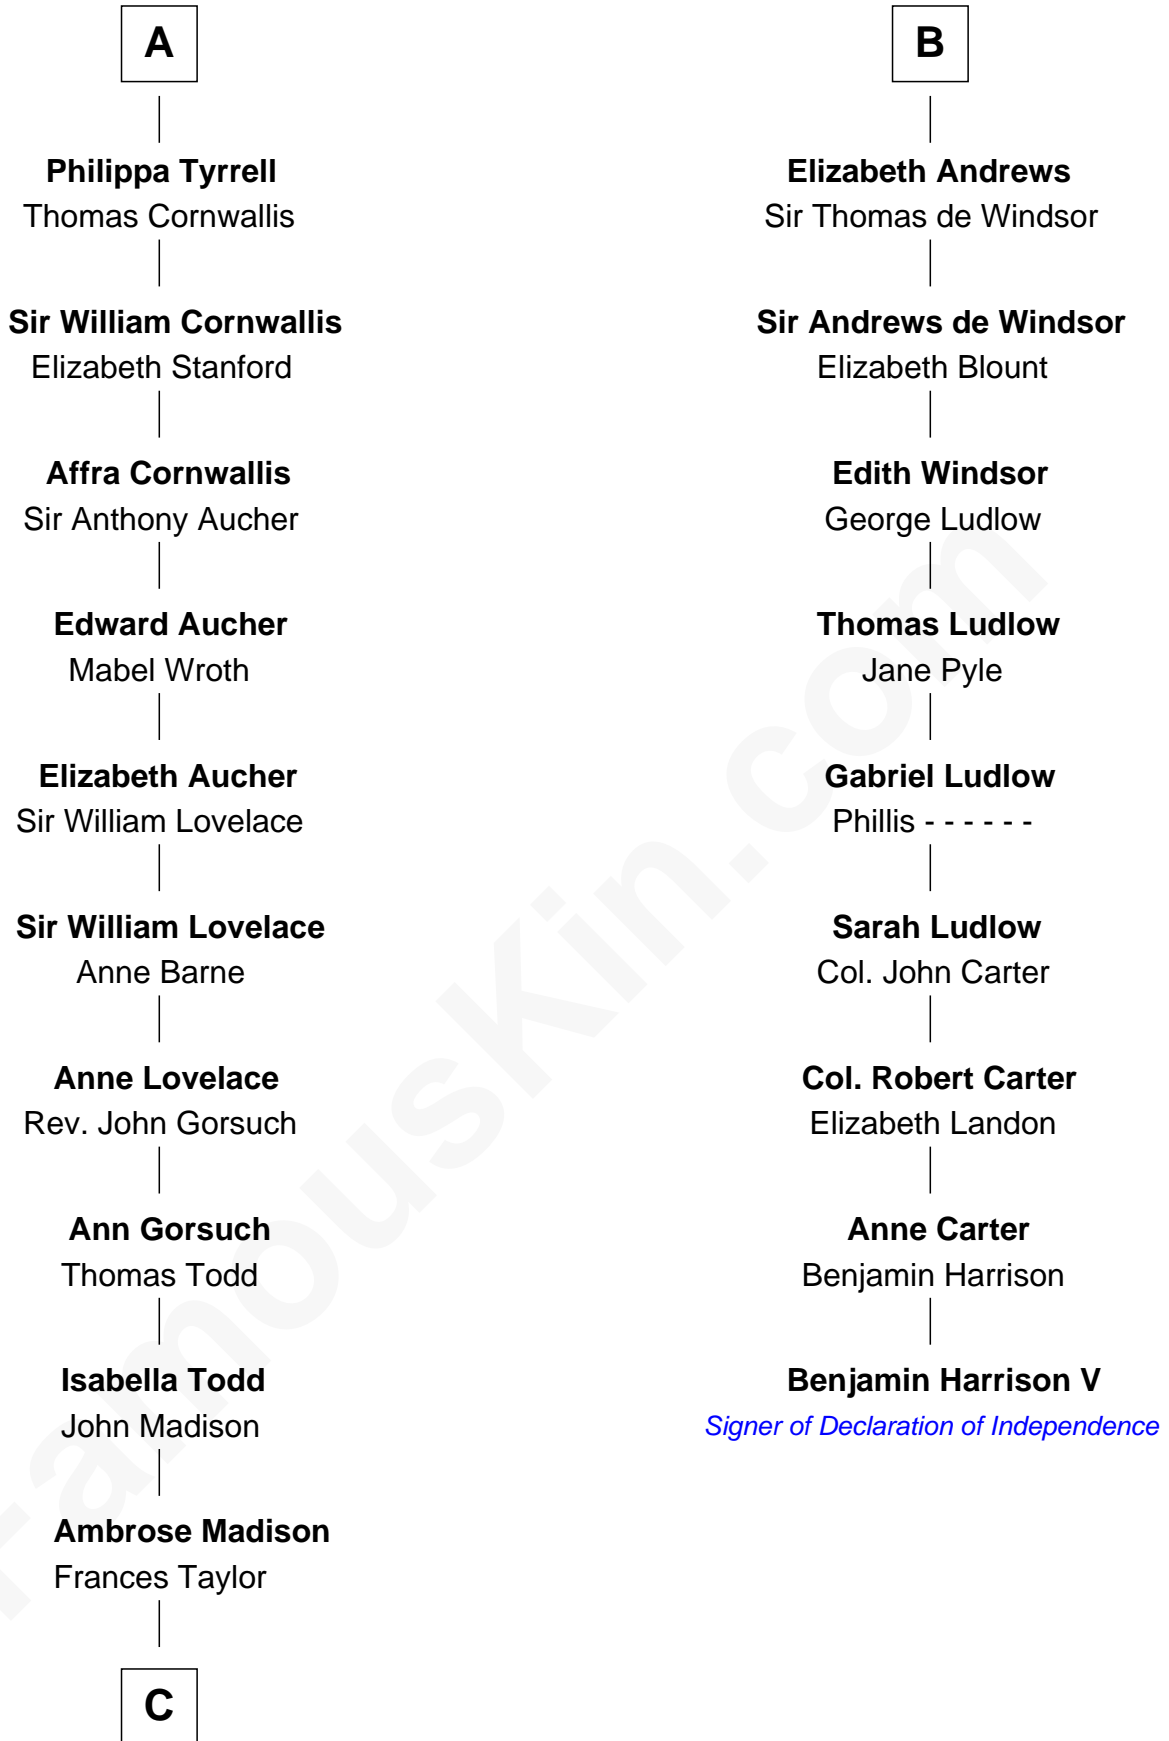 A
Philippa Tyrrell
Thomas Cornwallis
Sir William Cornwallis
Elizabeth Stanford
Affra Cornwallis
Sir Anthony Aucher
Edward Aucher
Mabel Wroth
Elizabeth Aucher
Sir William Lovelace
Sir William Lovelace
Anne Barne
Anne Lovelace
Rev. John Gorsuch
Ann Gorsuch
Thomas Todd
Isabella Todd
John Madison
Ambrose Madison
Frances Taylor
C
B
Elizabeth Andrews
Sir Thomas de Windsor
Sir Andrews de Windsor
Elizabeth Blount
Edith Windsor
George Ludlow
Thomas Ludlow
Jane Pyle
Gabriel Ludlow
Phillis - - - - - -
Sarah Ludlow
Col. John Carter
Col. Robert Carter
Elizabeth Landon
Anne Carter
Benjamin Harrison
Benjamin Harrison V
Signer of Declaration of Independence
FamousKin.com